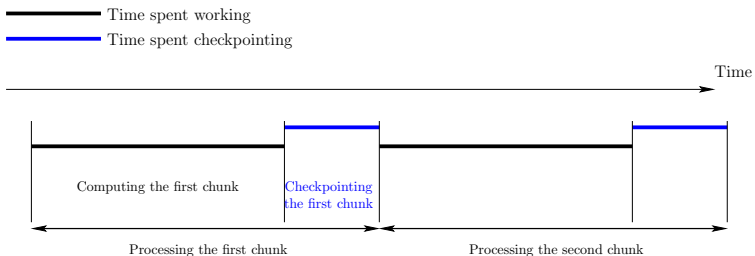 Time spent working
Time spent checkpointing
Time
Computing the first chunk
Checkpointing
the first chunk
Processing the first chunk
Processing the second chunk